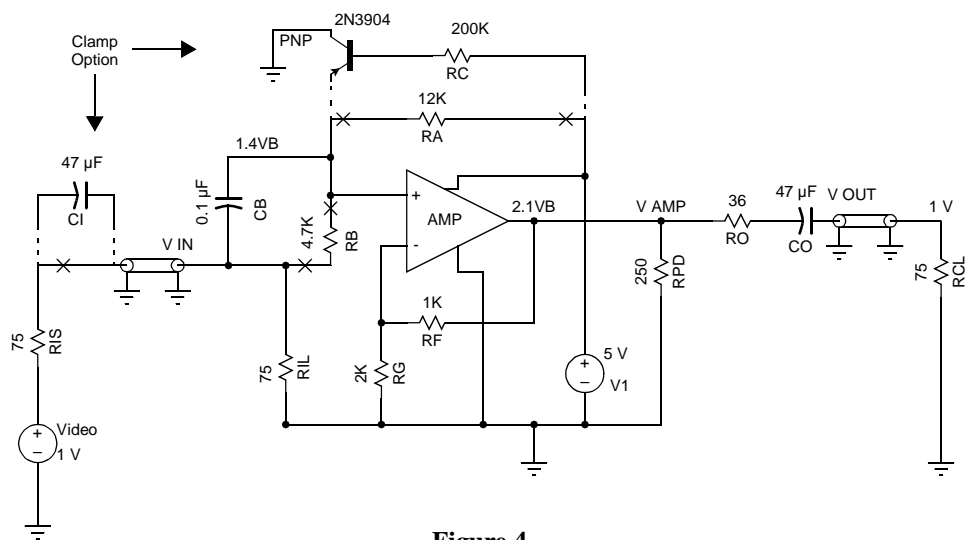 2N3904
Clamp
Option
PNP
200K
RC
12K
RA
1.4VB
47 µF
CI
0.1 µF
CB
+
AMP
-
2.1VB
V AMP
36
RO
47 µF
CO
V OUT
1 V
4.7K
RB
V IN
250
RPD
75
RCL
1K
RF
75
RIS
75
RIL
2K
RG
+
−
5 V
V1
+
−
Video
1 V
Figure 4